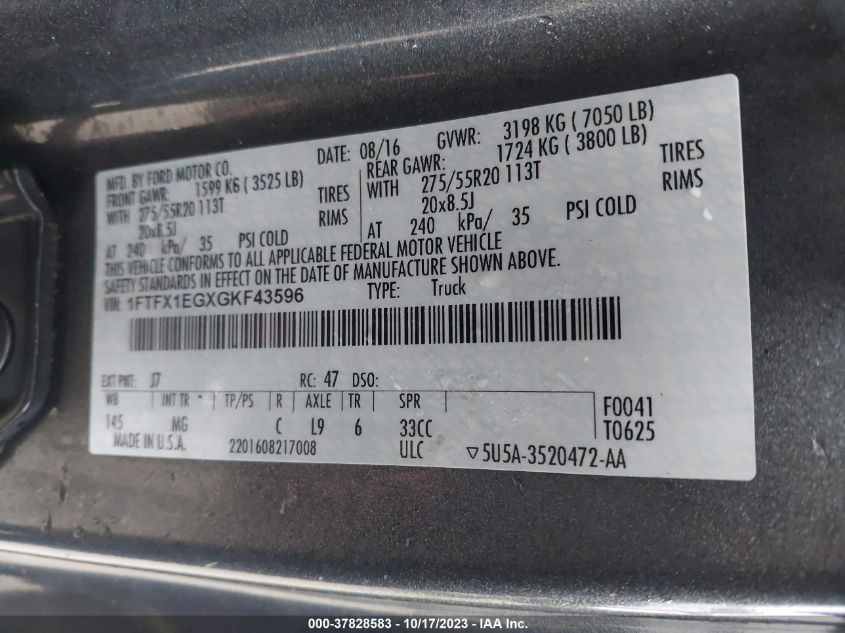 MFD. BY FORD MOTOR CO.
DATE: 08/16 GVWR: 3198 KG ( 7050 LB)
FRONT GAWR: 1599 KG ( 3525 LB)
REAR GAWR: 1724 KG ( 3800 LB)
WITH 275/55R20 113T TIRES
WITH 275/55R20 113T TIRES
20x8.5J RIMS
20x8.5J RIMS
AT 240 kPa/ 35 PSI COLD
AT 240 kPa/ 35 PSI COLD
THIS VEHICLE CONFORMS TO ALL APPLICABLE FEDERAL MOTOR VEHICLE
SAFETY STANDARDS IN EFFECT ON THE DATE OF MANUFACTURE SHOWN ABOVE.
VIN: 1FTFX1EGXGKF43596 TYPE: Truck
EXT PNT: J7 RC: 47 DSO:
WB INT TR TP/PS R AXLE TR SPR
145 MG C L9 6 33CC
F0041
T0625
MADE IN U.S.A. 2201608217008 ULC ▽5U5A-3520472-AA
000-37828583 - 10/17/2023 - IAA Inc.